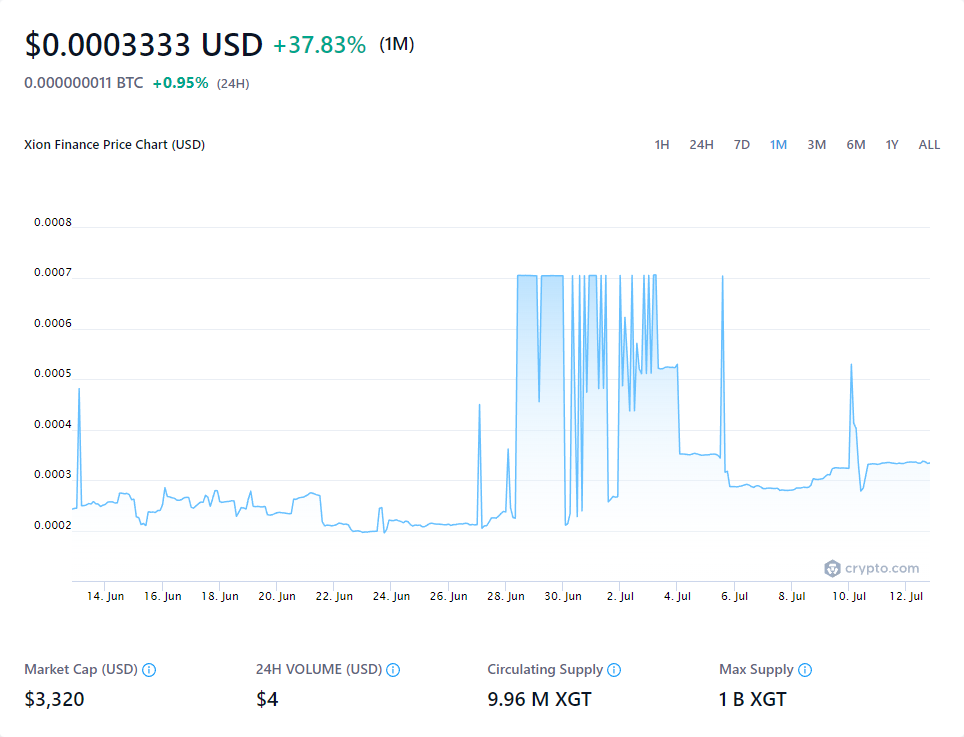 $0.0003333 USD +37.83% (1M)
0.000000011 BTC +0.95% (24H)
Xion Finance Price Chart (USD) 1H 24H 7D 1M 3M 6M 1Y ALL
0.0008
0.0007
0.0006
0.0005
0.0004
0.0003
0.0002
crypto.com
14. Jun 16. Jun 18. Jun 20. Jun 22. Jun 24. Jun 26. Jun 28. Jun 30. Jun 2. Jul 4. Jul 6. Jul 8. Jul 10. Jul 12. Jul
Market Cap (USD) 24H VOLUME (USD) Circulating Supply Max Supply
$3,320 $4 9.96 M XGT 1 B XGT